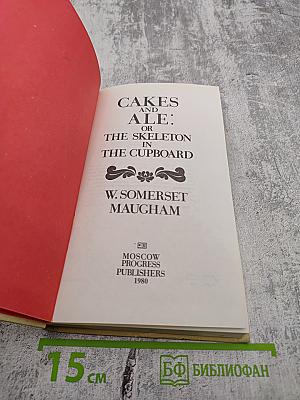 CAKES
AND
ALE:
OR
THE SKELETON
IN
THE CUPBOARD
W. SOMERSET
MAUGHAM
MOSCOW
PROGRESS
PUBLISHERS
1980
15 см
БФ БИБЛИОФАН